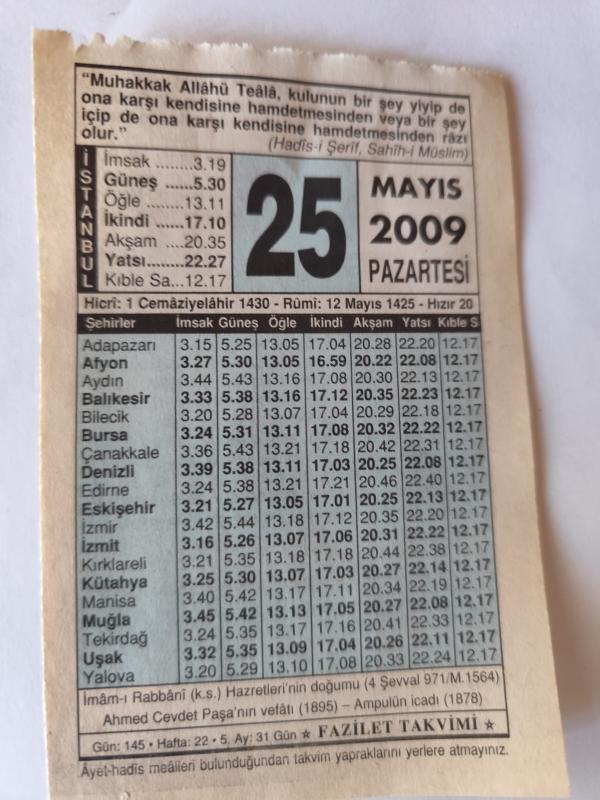 “Muhakkak Allâhü Teâlâ, kulunun bir şey yiyip de
ona karşı kendisine hamdetmesinden veya bir şey
içip de ona karşı kendisine hamdetmesinden râzı
olur.”
(Hadîs-i Şerîf, Sahîh-i Müslim)
İSTANBUL
İmsak ........3.19
Güneş ......5.30
Öğle ........13.11
İkindi ......17.10
Akşam ....20.35
Yatsı........22.27
Kıble Sa...12.17
25
MAYIS
2009
PAZARTESİ
Hicrî: 1 Cemâziyelâhir 1430 - Rûmî: 12 Mayıs 1425 - Hızır 20
Şehirler İmsak Güneş Öğle İkindi Akşam Yatsı Kıble S
Adapazarı 3.15 5.25 13.05 17.04 20.28 22.20 12.17
Afyon 3.27 5.30 13.05 16.59 20.22 22.08 12.17
Aydın 3.44 5.43 13.16 17.08 20.30 22.13 12.17
Balıkesir 3.33 5.38 13.16 17.12 20.35 22.23 12.17
Bilecik 3.20 5.28 13.07 17.04 20.29 22.18 12.17
Bursa 3.24 5.31 13.11 17.08 20.32 22.22 12.17
Çanakkale 3.36 5.43 13.21 17.18 20.42 22.31 12.17
Denizli 3.39 5.38 13.11 17.03 20.25 22.08 12.17
Edirne 3.24 5.38 13.21 17.21 20.46 22.40 12.17
Eskişehir 3.21 5.27 13.05 17.01 20.25 22.13 12.17
İzmir 3.42 5.44 13.18 17.12 20.35 22.20 12.17
İzmit 3.16 5.26 13.07 17.06 20.31 22.22 12.17
Kırklareli 3.21 5.35 13.18 17.18 20.44 22.38 12.17
Kütahya 3.25 5.30 13.07 17.03 20.27 22.14 12.17
Manisa 3.40 5.42 13.17 17.11 20.34 22.19 12.17
Muğla 3.45 5.42 13.13 17.05 20.27 22.08 12.17
Tekirdağ 3.24 5.35 13.17 17.16 20.41 22.33 12.17
Uşak 3.32 5.35 13.09 17.04 20.26 22.11 12.17
Yalova 3.20 5.29 13.10 17.08 20.33 22.24 12.17
İmâm-ı Rabbânî (k.s.) Hazretleri'nin doğumu (4 Şevval 971/M.1564)
Ahmed Cevdet Paşa'nın vefâtı (1895) – Ampulün icadı (1878)
Gün: 145 • Hafta: 22 • 5. Ay: 31 Gün ★ FAZİLET TAKVİMİ ★
Âyet-hadîs meâlleri bulunduğundan takvim yapraklarını yerlere atmayınız.